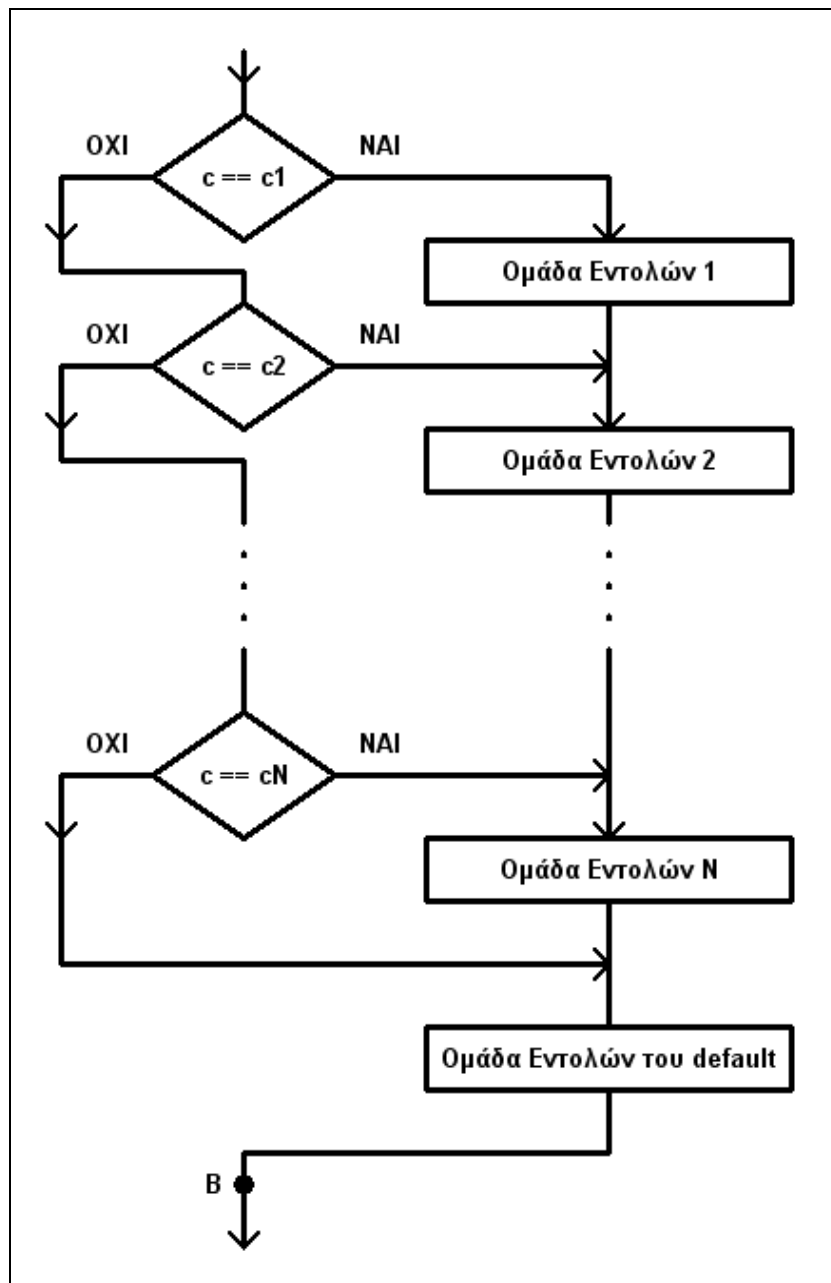 ΟΧΙ ΝΑΙ
c == c1
Ομάδα Εντολών 1
ΟΧΙ ΝΑΙ
c == c2
Ομάδα Εντολών 2
ΟΧΙ ΝΑΙ
c == cN
Ομάδα Εντολών N
Ομάδα Εντολών του default
B